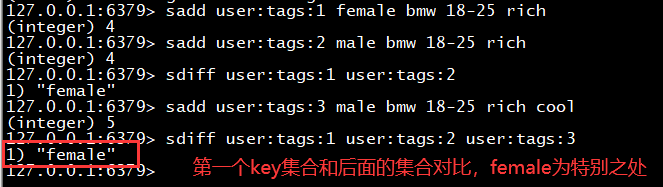 127.0.0.1:6379> sadd user:tags:1 female bmw 18-25 rich
(integer) 4
127.0.0.1:6379> sadd user:tags:2 male bmw 18-25 rich
(integer) 4
127.0.0.1:6379> sdiff user:tags:1 user:tags:2
1) "female"
127.0.0.1:6379> sadd user:tags:3 male bmw 18-25 rich cool
(integer) 5
127.0.0.1:6379> sdiff user:tags:1 user:tags:2 user:tags:3
1) "female"
127.0.0.1:6379>
第一个key集合和后面的集合对比，female为特别之处